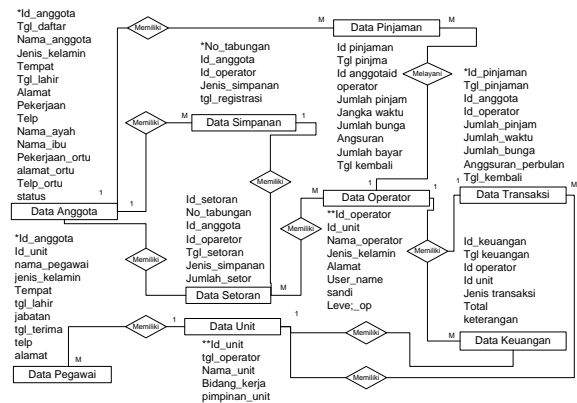 *Id_anggota
Tgl_daftar
Nama_anggota
Jenis_kelamin
Tempat
Tgl_lahir
Alamat
Pekerjaan
Telp
Nama_ayah
Nama_ibu
Pekerjaan_ortu
alamat_ortu
Telp_ortu
status
1
1
Data Anggota
Memiliki
M
Data Pinjaman
M
Id pinjaman
Tgl pinjma
Id anggotaid
operator
Jumlah pinjam
Jangka waktu
Jumlah bunga
Angsuran
Jumlah bayar
Tgl kembali
Melayani
*No_tabungan
Id_anggota
Id_operator
Jenis_simpanan
tgl_registrasi
Memiliki
M
Data Simpanan
1
Memiliki
*Id_pinjaman
Tgl_pinjaman
Id_anggota
Id_operator
Jumlah_pinjam
Jumlah_waktu
Jumlah_bunga
Anggsuran_perbulan
Tgl_kembali
1
Data Transaksi
M
M
1
1
Data Operator
**Id_operator
Id_unit
Nama_operator
Jenis_kelamin
Alamat
User_name
sandi
Leve;_op
Memiliki
Memiliki
Id_setoran
No_tabungan
Id_anggota
Id_oparetor
Tgl_setoran
Jenis_simpanan
Jumlah_setor
Memiliki
M
Data Setoran
M
M
Id_keuangan
Tgl keuangan
Id operator
Id unit
Jenis transaksi
Total
keterangan
M
Data Keuangan
*Id_anggota
Id_unit
nama_pegawai
jenis_kelamin
Tempat
tgl_lahir
jabatan
tgl_terima
telp
alamat
M
Data Pegawai
Memiliki
1
Data Unit
1
**Id_unit
tgl_operator
Nama_unit
Bidang_kerja
pimpinan_unit
Memiliki
Memiliki